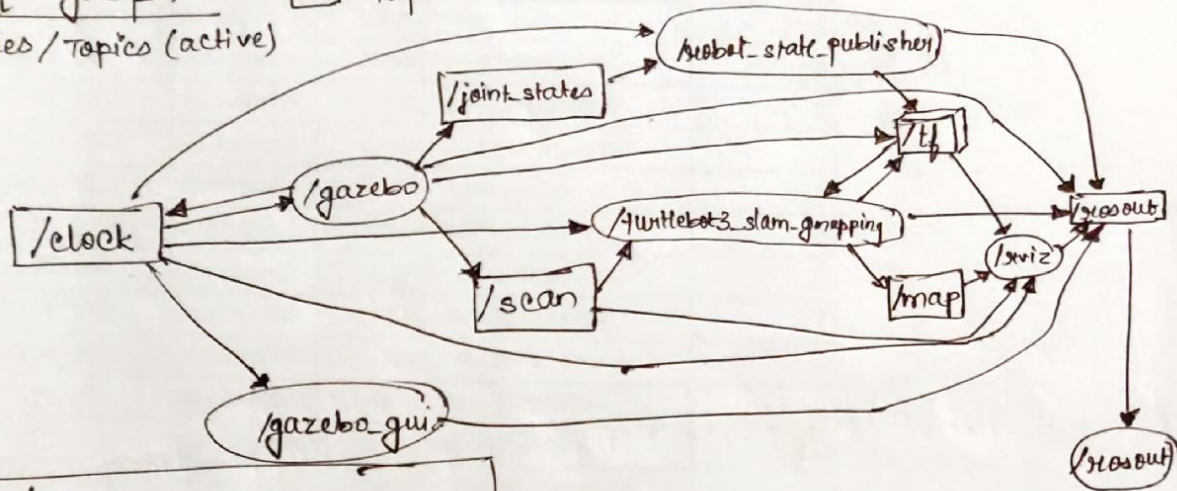 es/Topics (active)
/robot_state_publisher
/joint_states
/tf
/gazebo
/clock
/turtlebot3_slam_gmapping
/rosout
/rviz
/scan
/map
/gazebo_gui
/rosout